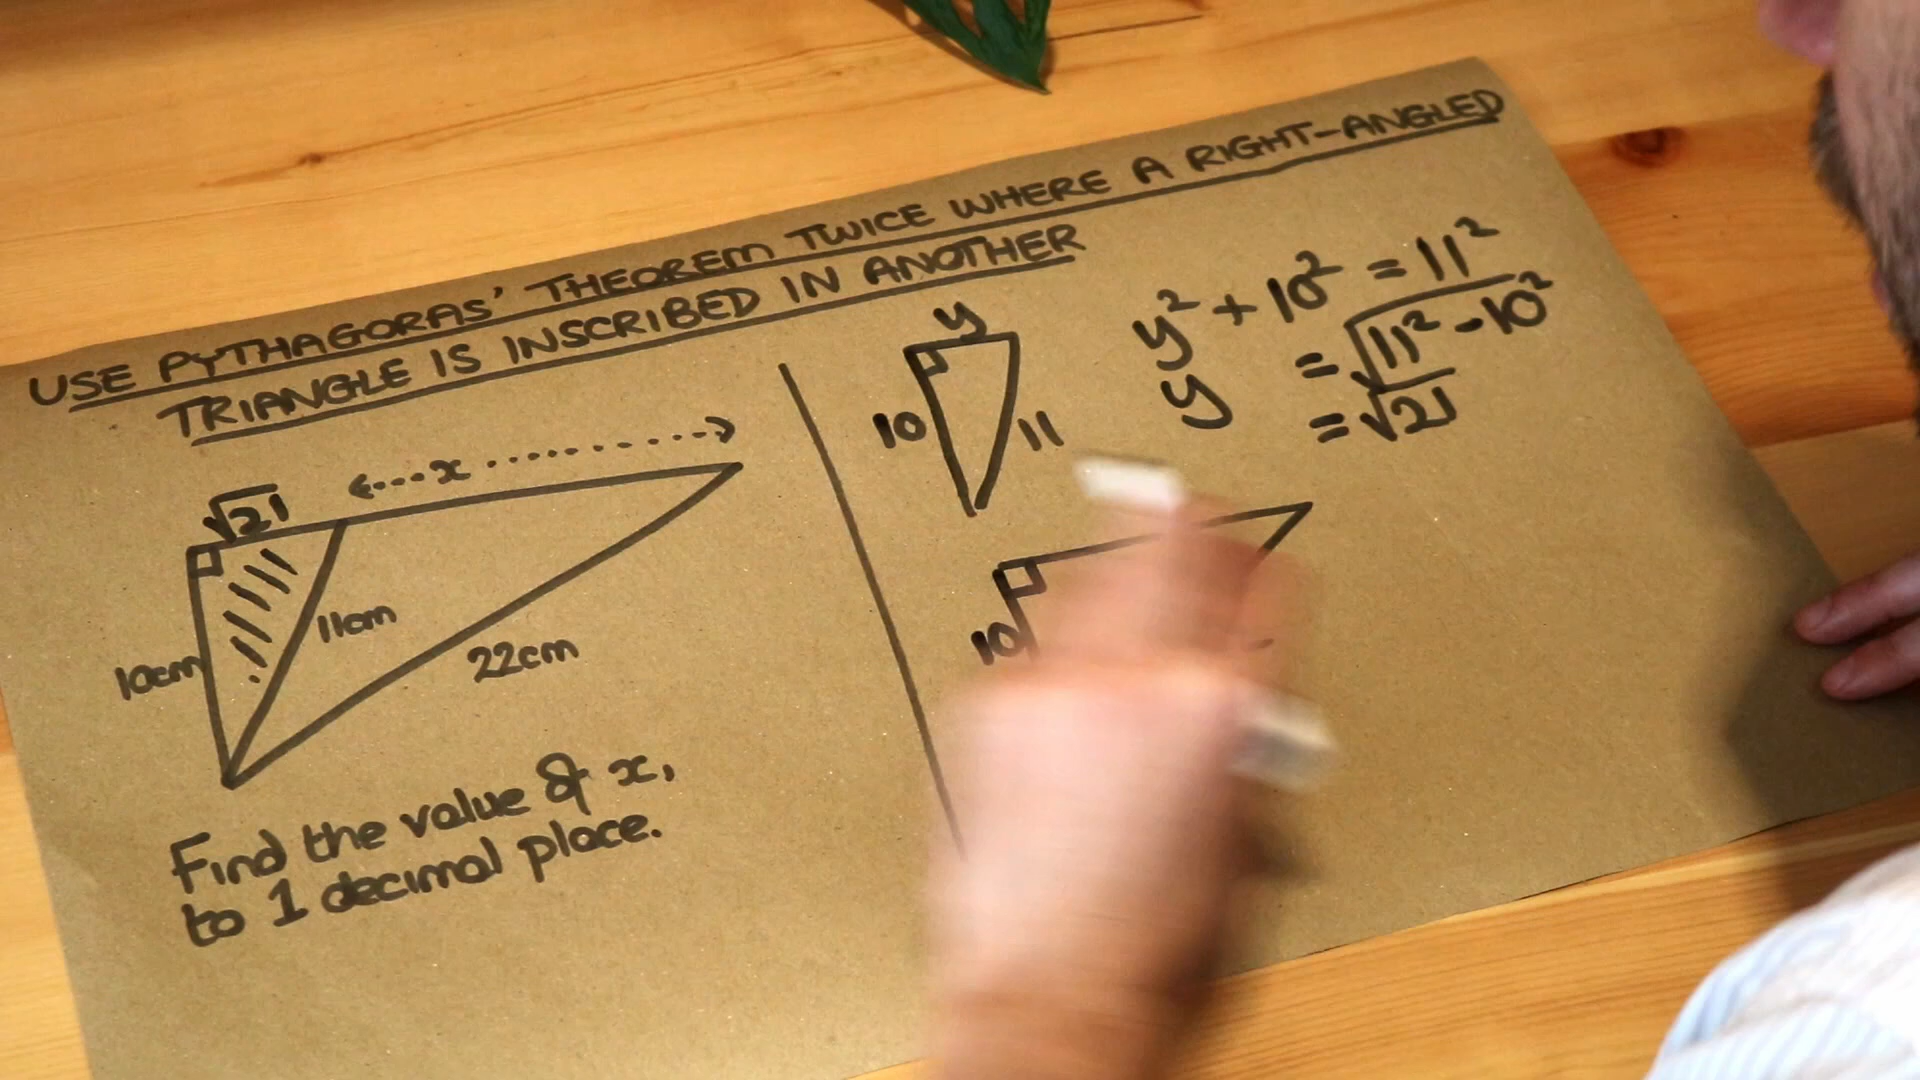 USE PYTHAGORAS' THEOREM TWICE WHERE A RIGHT-ANGLED
TRIANGLE IS INSCRIBED IN ANOTHER
√21
x
10cm
11cm
22cm
Find the value of x,
to 1 decimal place.
y
10
11
y² + 10² = 11²
y = √11² - 10²
= √21
10